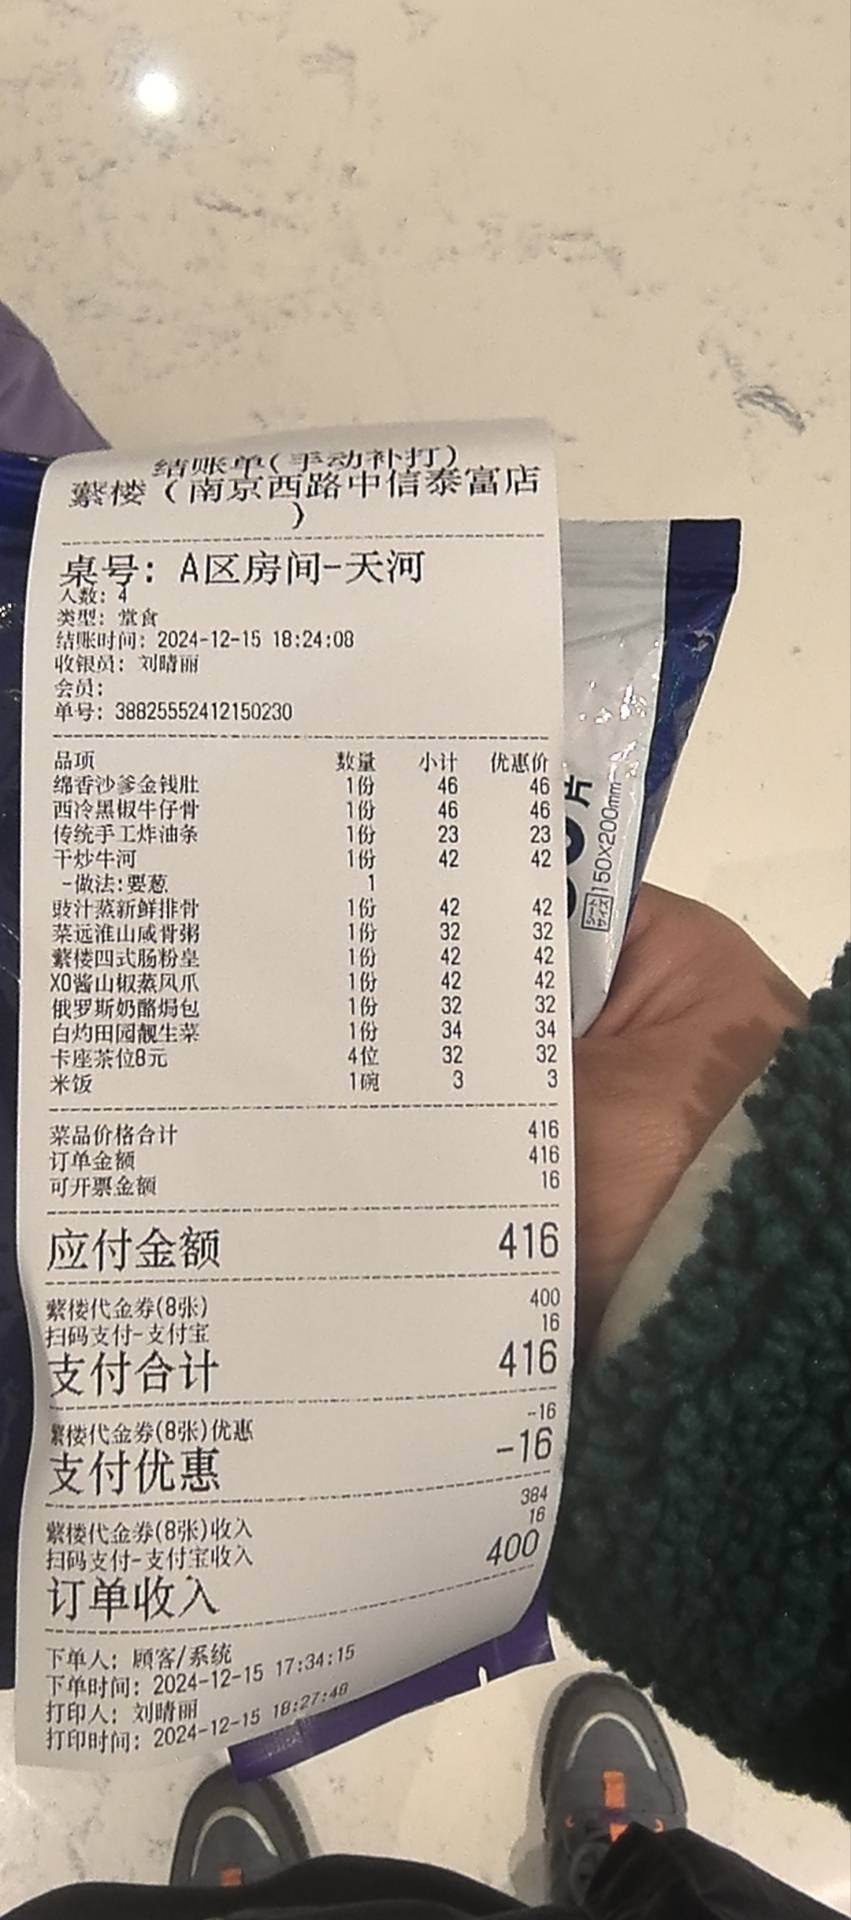 结账单(手动补打)
蘩楼（南京西路中信泰富店
）
桌号: A区房间-天河
人数: 4
类型: 堂食
结账时间: 2024-12-15 18:24:08
收银员: 刘晴丽
会员:
单号: 38825552412150230
品项 数量 小计 优惠价
绵香沙爹金钱肚 1份 46 46
西冷黑椒牛仔骨 1份 46 46
传统手工炸油条 1份 23 23
干炒牛河 1份 42 42
-做法:要葱 1
豉汁蒸新鲜排骨 1份 42 42
菜远淮山咸骨粥 1份 32 32
蘩楼四式肠粉皇 1份 42 42
XO酱山椒蒸凤爪 1份 42 42
俄罗斯奶酪焗包 1份 32 32
白灼田园靓生菜 1份 34 34
卡座茶位8元 4位 32 32
米饭 1碗 3 3
菜品价格合计 416
订单金额 416
可开票金额 16
应付金额 416
蘩楼代金券(8张) 400
扫码支付-支付宝 16
支付合计 416
蘩楼代金券(8张)优惠 -16
支付优惠 -16
蘩楼代金券(8张)收入 384
扫码支付-支付宝收入 16
订单收入 400
下单人: 顾客/系统
下单时间: 2024-12-15 17:34:15
打印人: 刘晴丽
打印时间: 2024-12-15 18:27:48
片
シートサイズ 150×200mm